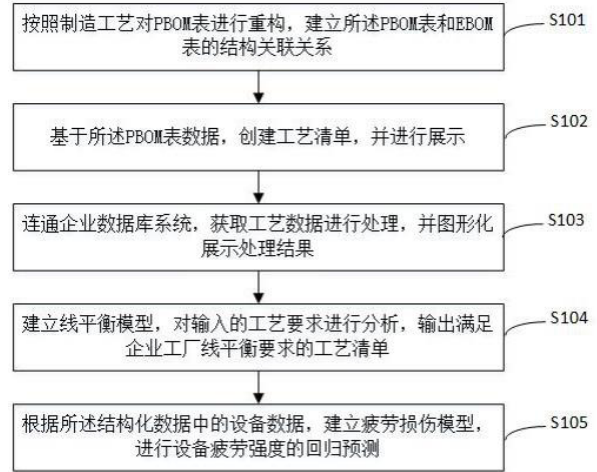 按照制造工艺对PBOM表进行重构，建立所述PBOM表和EBOM
表的结构关联关系
S101
基于所述PBOM表数据，创建工艺清单，并进行展示
S102
连通企业数据库系统，获取工艺数据进行处理，并图形化
展示处理结果
S103
建立线平衡模型，对输入的工艺要求进行分析，输出满足
企业工厂线平衡要求的工艺清单
S104
根据所述结构化数据中的设备数据，建立疲劳损伤模型，
进行设备疲劳强度的回归预测
S105